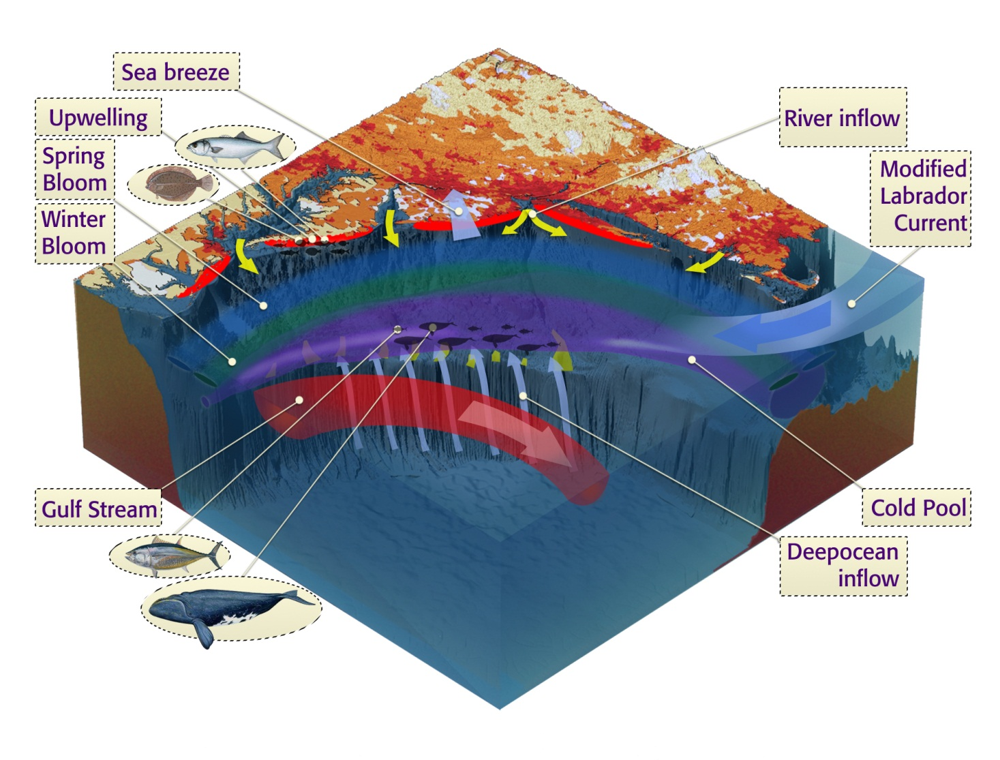 Sea breeze
Upwelling
Spring
Bloom
Winter
Bloom
River inflow
Modified
Labrador
Current
Gulf Stream
Cold Pool
Deepocean
inflow